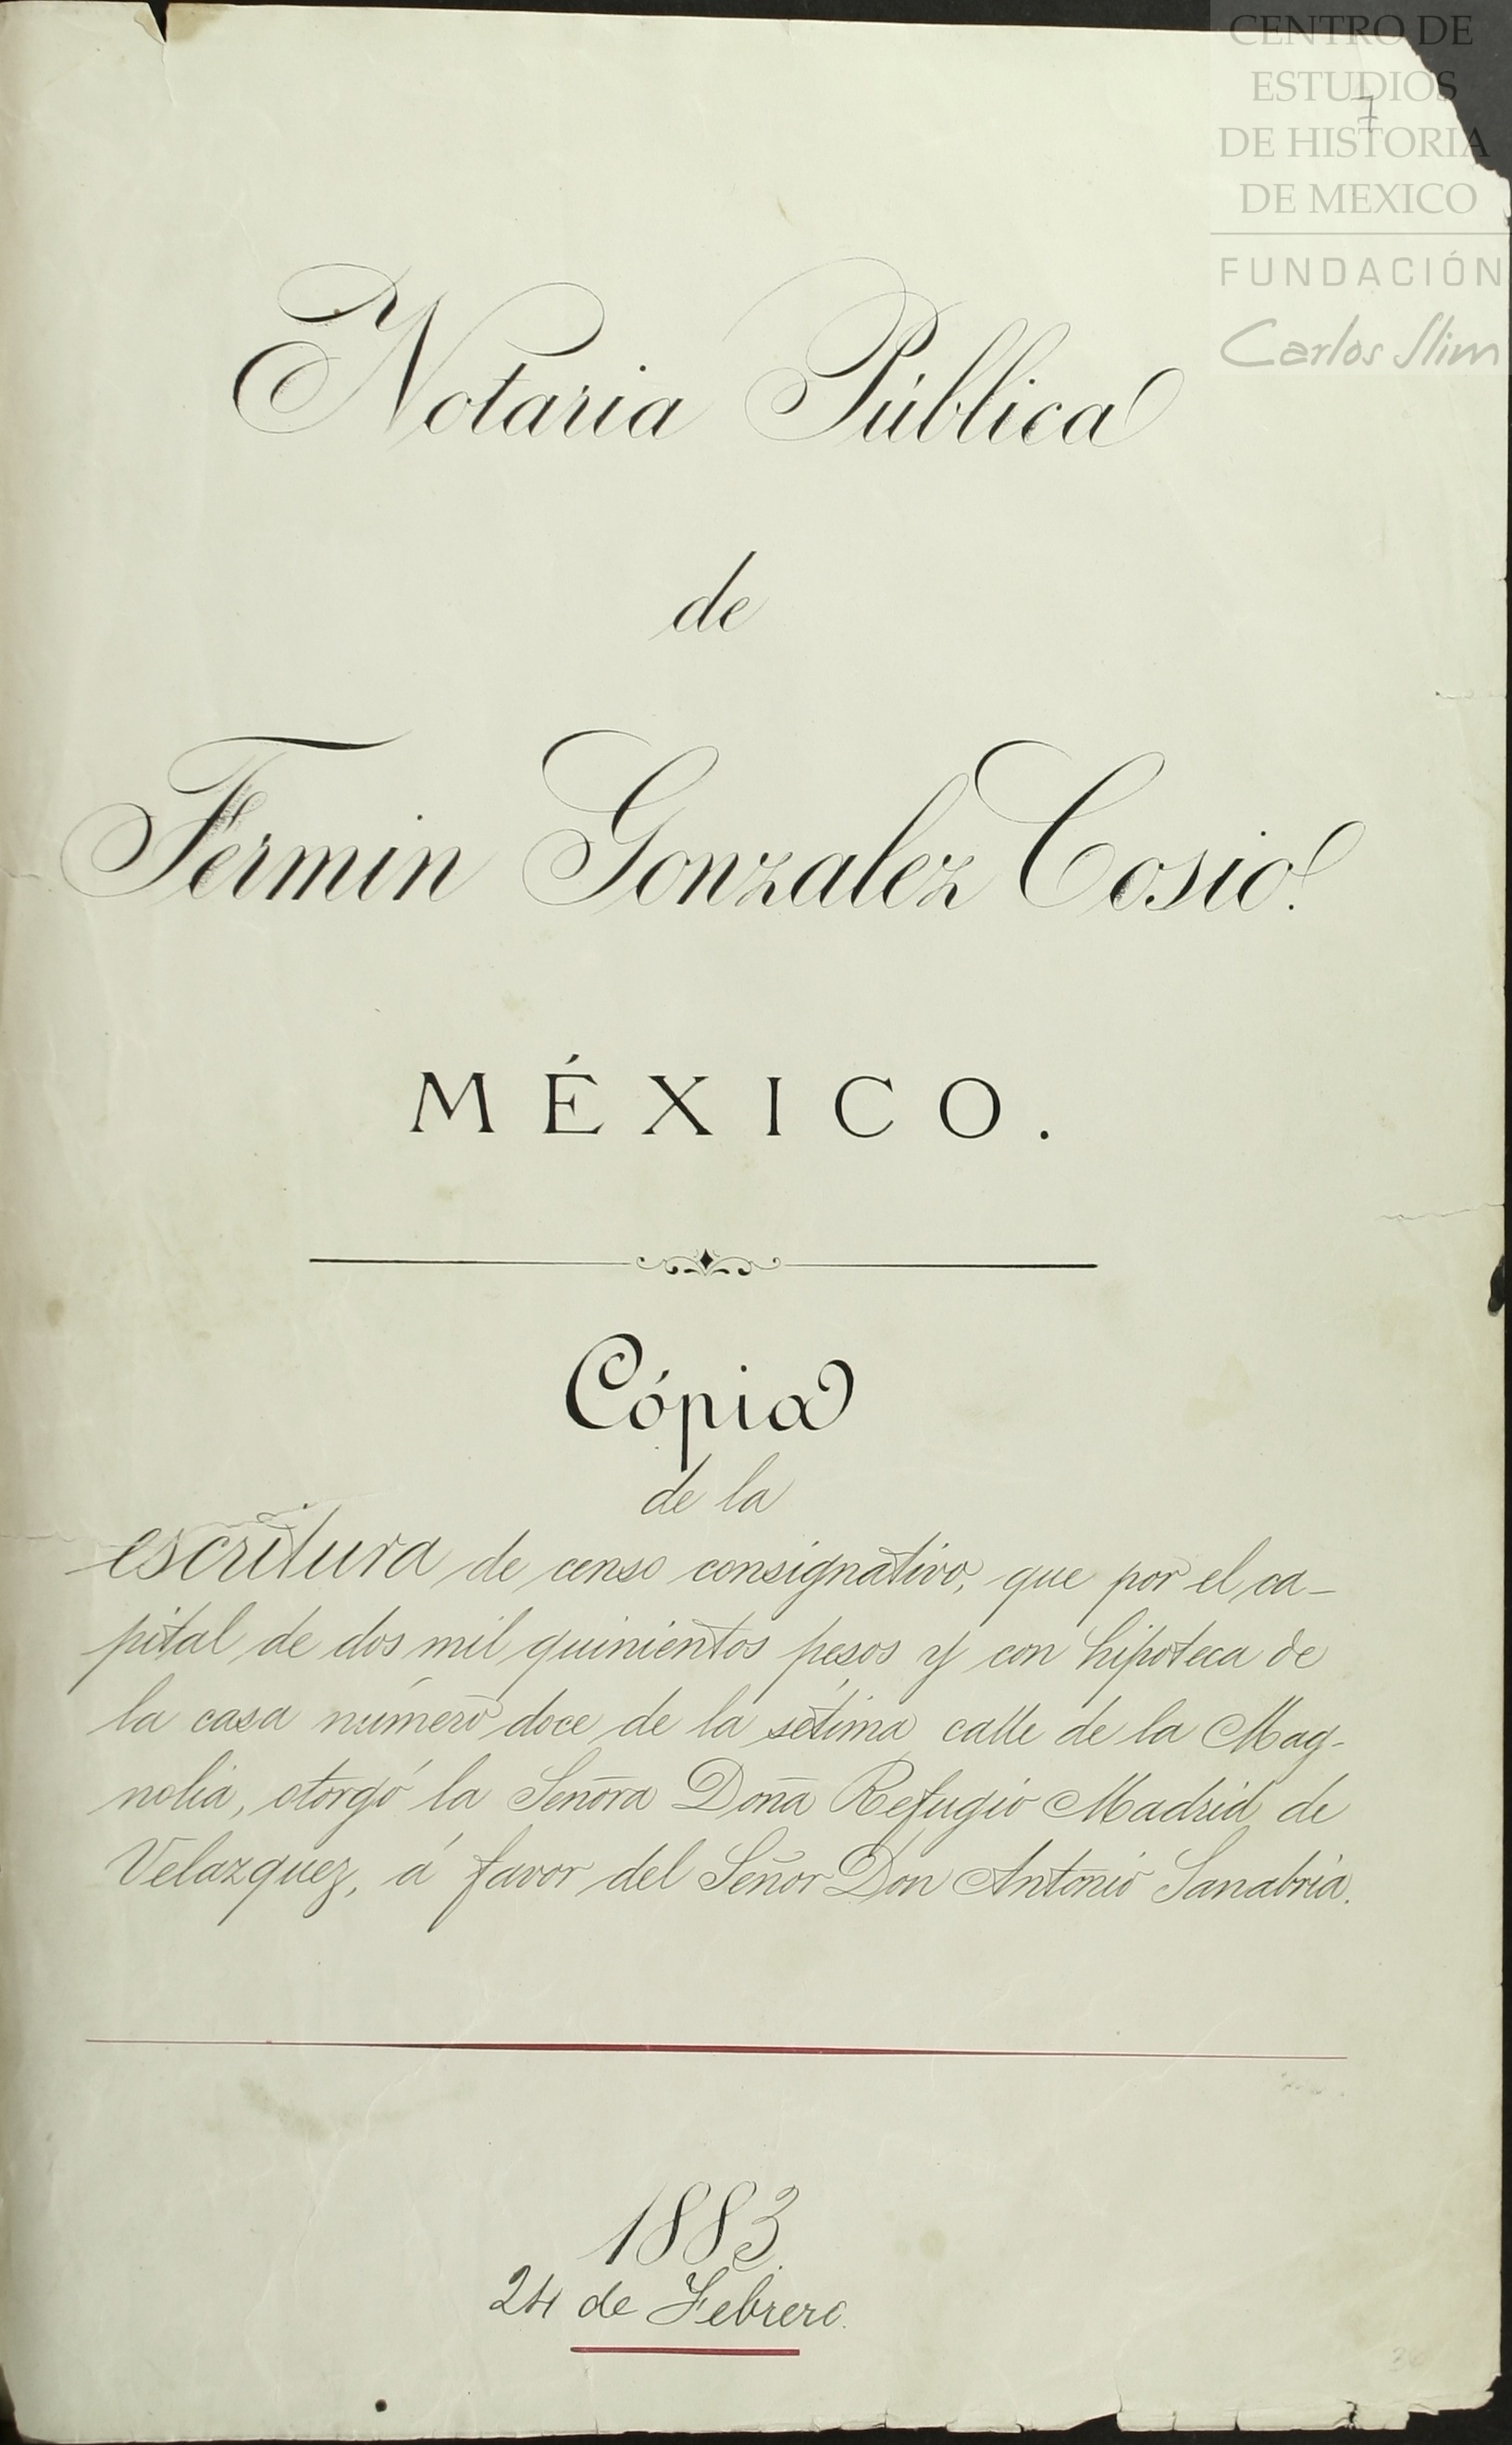 CENTRO DE
ESTUDIOS
DE HISTORIA
DE MEXICO
FUNDACIÓN
Carlos Slim
7
Notaria Pública
de
Fermin Gonzalez Cosio.
MÉXICO.
Cópia
de la
escritura de censo consignativo, que por el ca-
pital de dos mil quinientos pesos y con hipoteca de
la casa número doce de la sétima calle de la Mag-
nolia, otorgó la Señora Doña Refugio Madrid de
Velazquez, á favor del Señor Don Antonio Sanabria.
1883.
24 de Febrero.